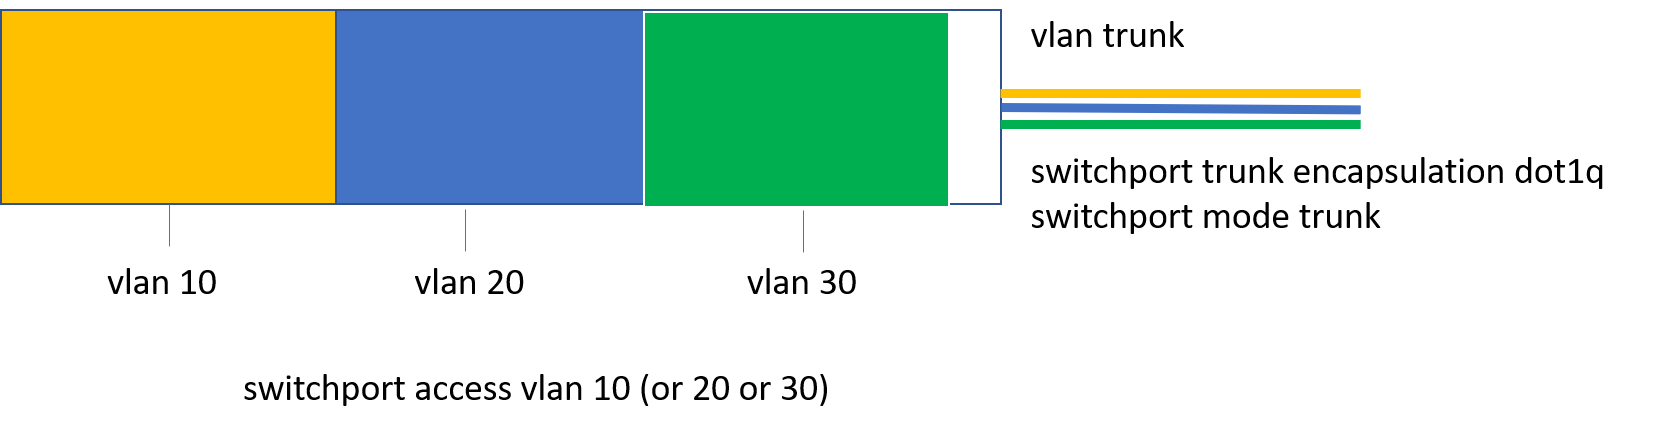 vlan trunk
switchport trunk encapsulation dot1q
switchport mode trunk
vlan 10
vlan 20
vlan 30
switchport access vlan 10 (or 20 or 30)